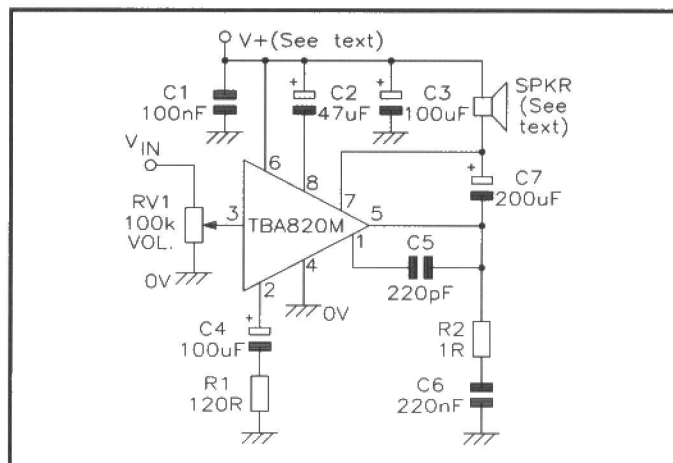 V+(See text)
C1
100nF
C2
47uF
C3
100uF
SPKR
(See
text)
VIN
RV1
100k
VOL.
0V
3
6
8
7
5
1
TBA820M
2
4
0V
C7
200uF
C5
220pF
C4
100uF
R1
120R
R2
1R
C6
220nF
+
+
+
+